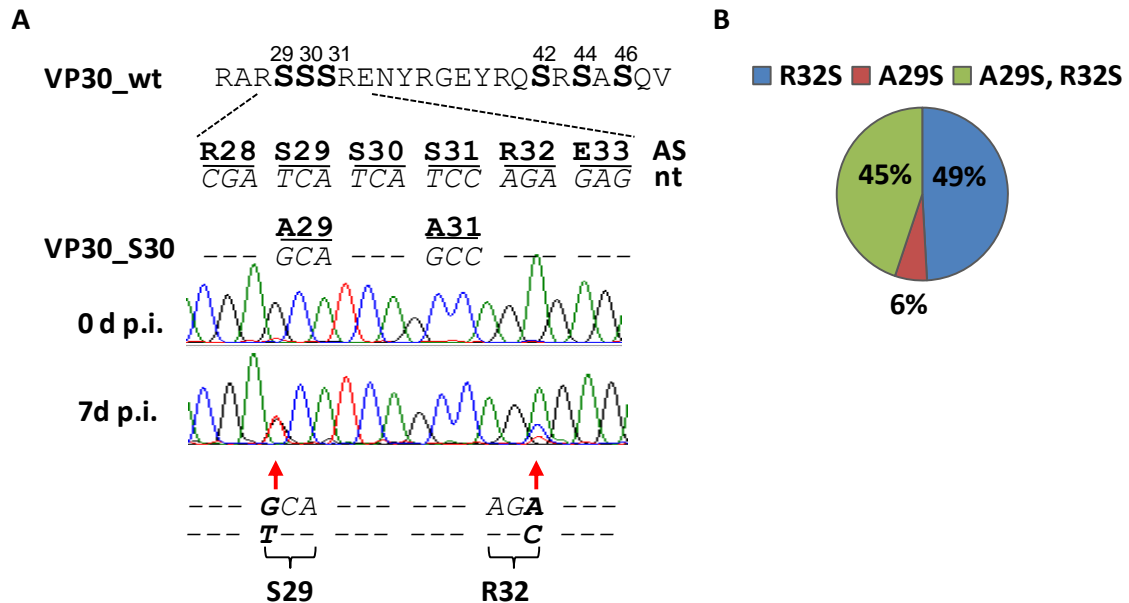 A
29 30 31 42 44 46
VP30_wt RARSSSRENYRGEYRQSRSASQV
R28 S29 S30 S31 R32 E33 AS
CGA TCA TCA TCC AGA GAG nt
A29 A31
VP30_S30 --- GCA --- GCC --- ---
0 d p.i.
7d p.i.
--- GCA --- --- AGA ---
--- T-- --- --- --C ---
S29 R32
B
R32S A29S A29S, R32S
45% 49%
6%